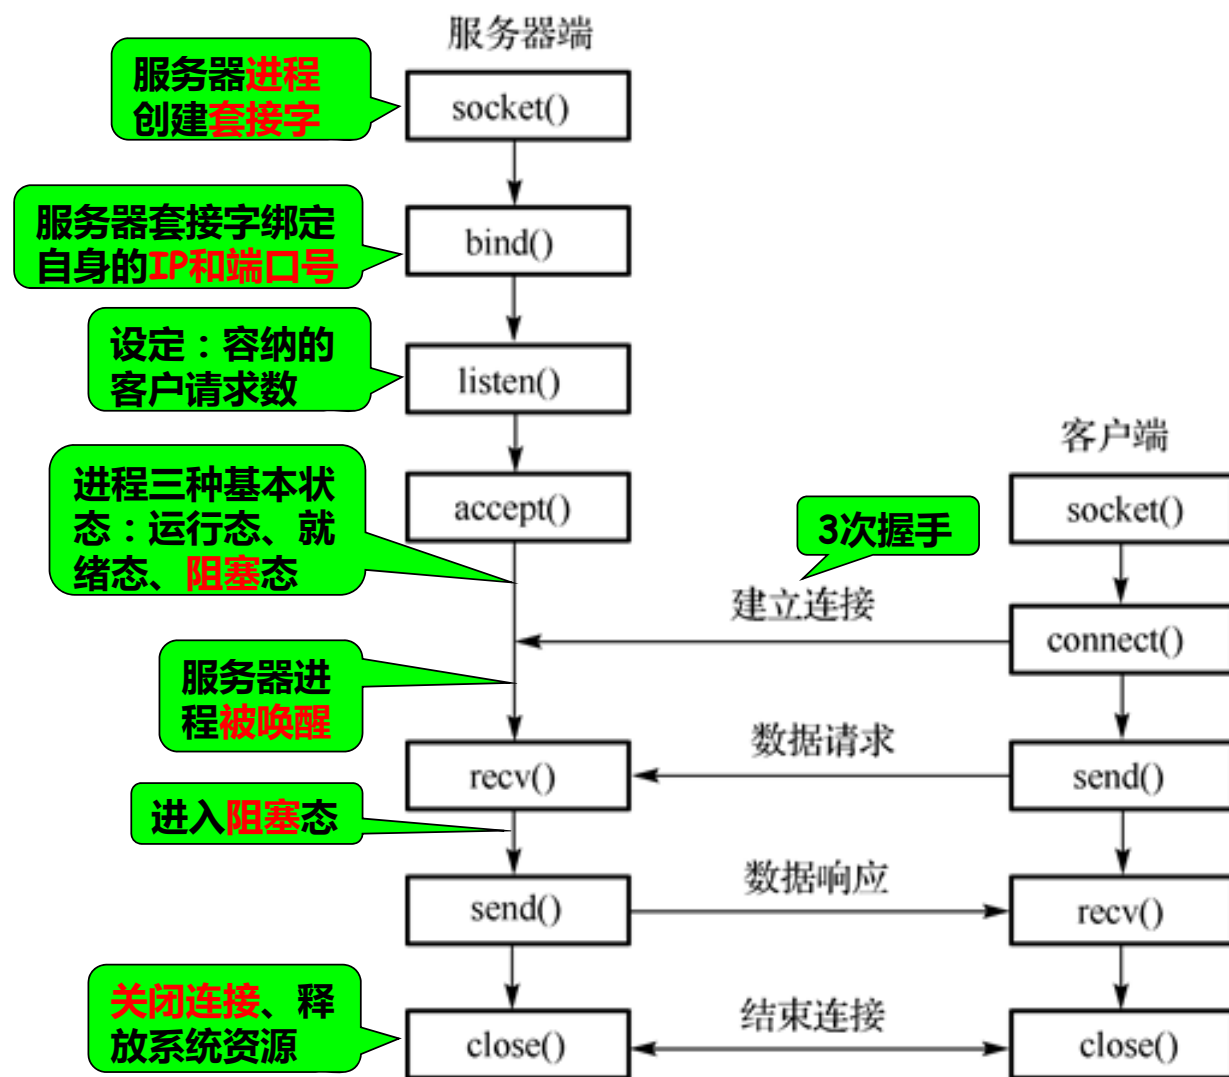 服务器端
服务器进程
创建套接字
socket()
服务器套接字绑定
自身的IP和端口号
bind()
设定：容纳的
客户请求数
listen()
客户端
进程三种基本状
态：运行态、就
绪态、阻塞态
accept()
3次握手
socket()
建立连接
connect()
服务器进
程被唤醒
数据请求
recv()
send()
进入阻塞态
数据响应
send()
recv()
关闭连接、释
放系统资源
结束连接
close()
close()